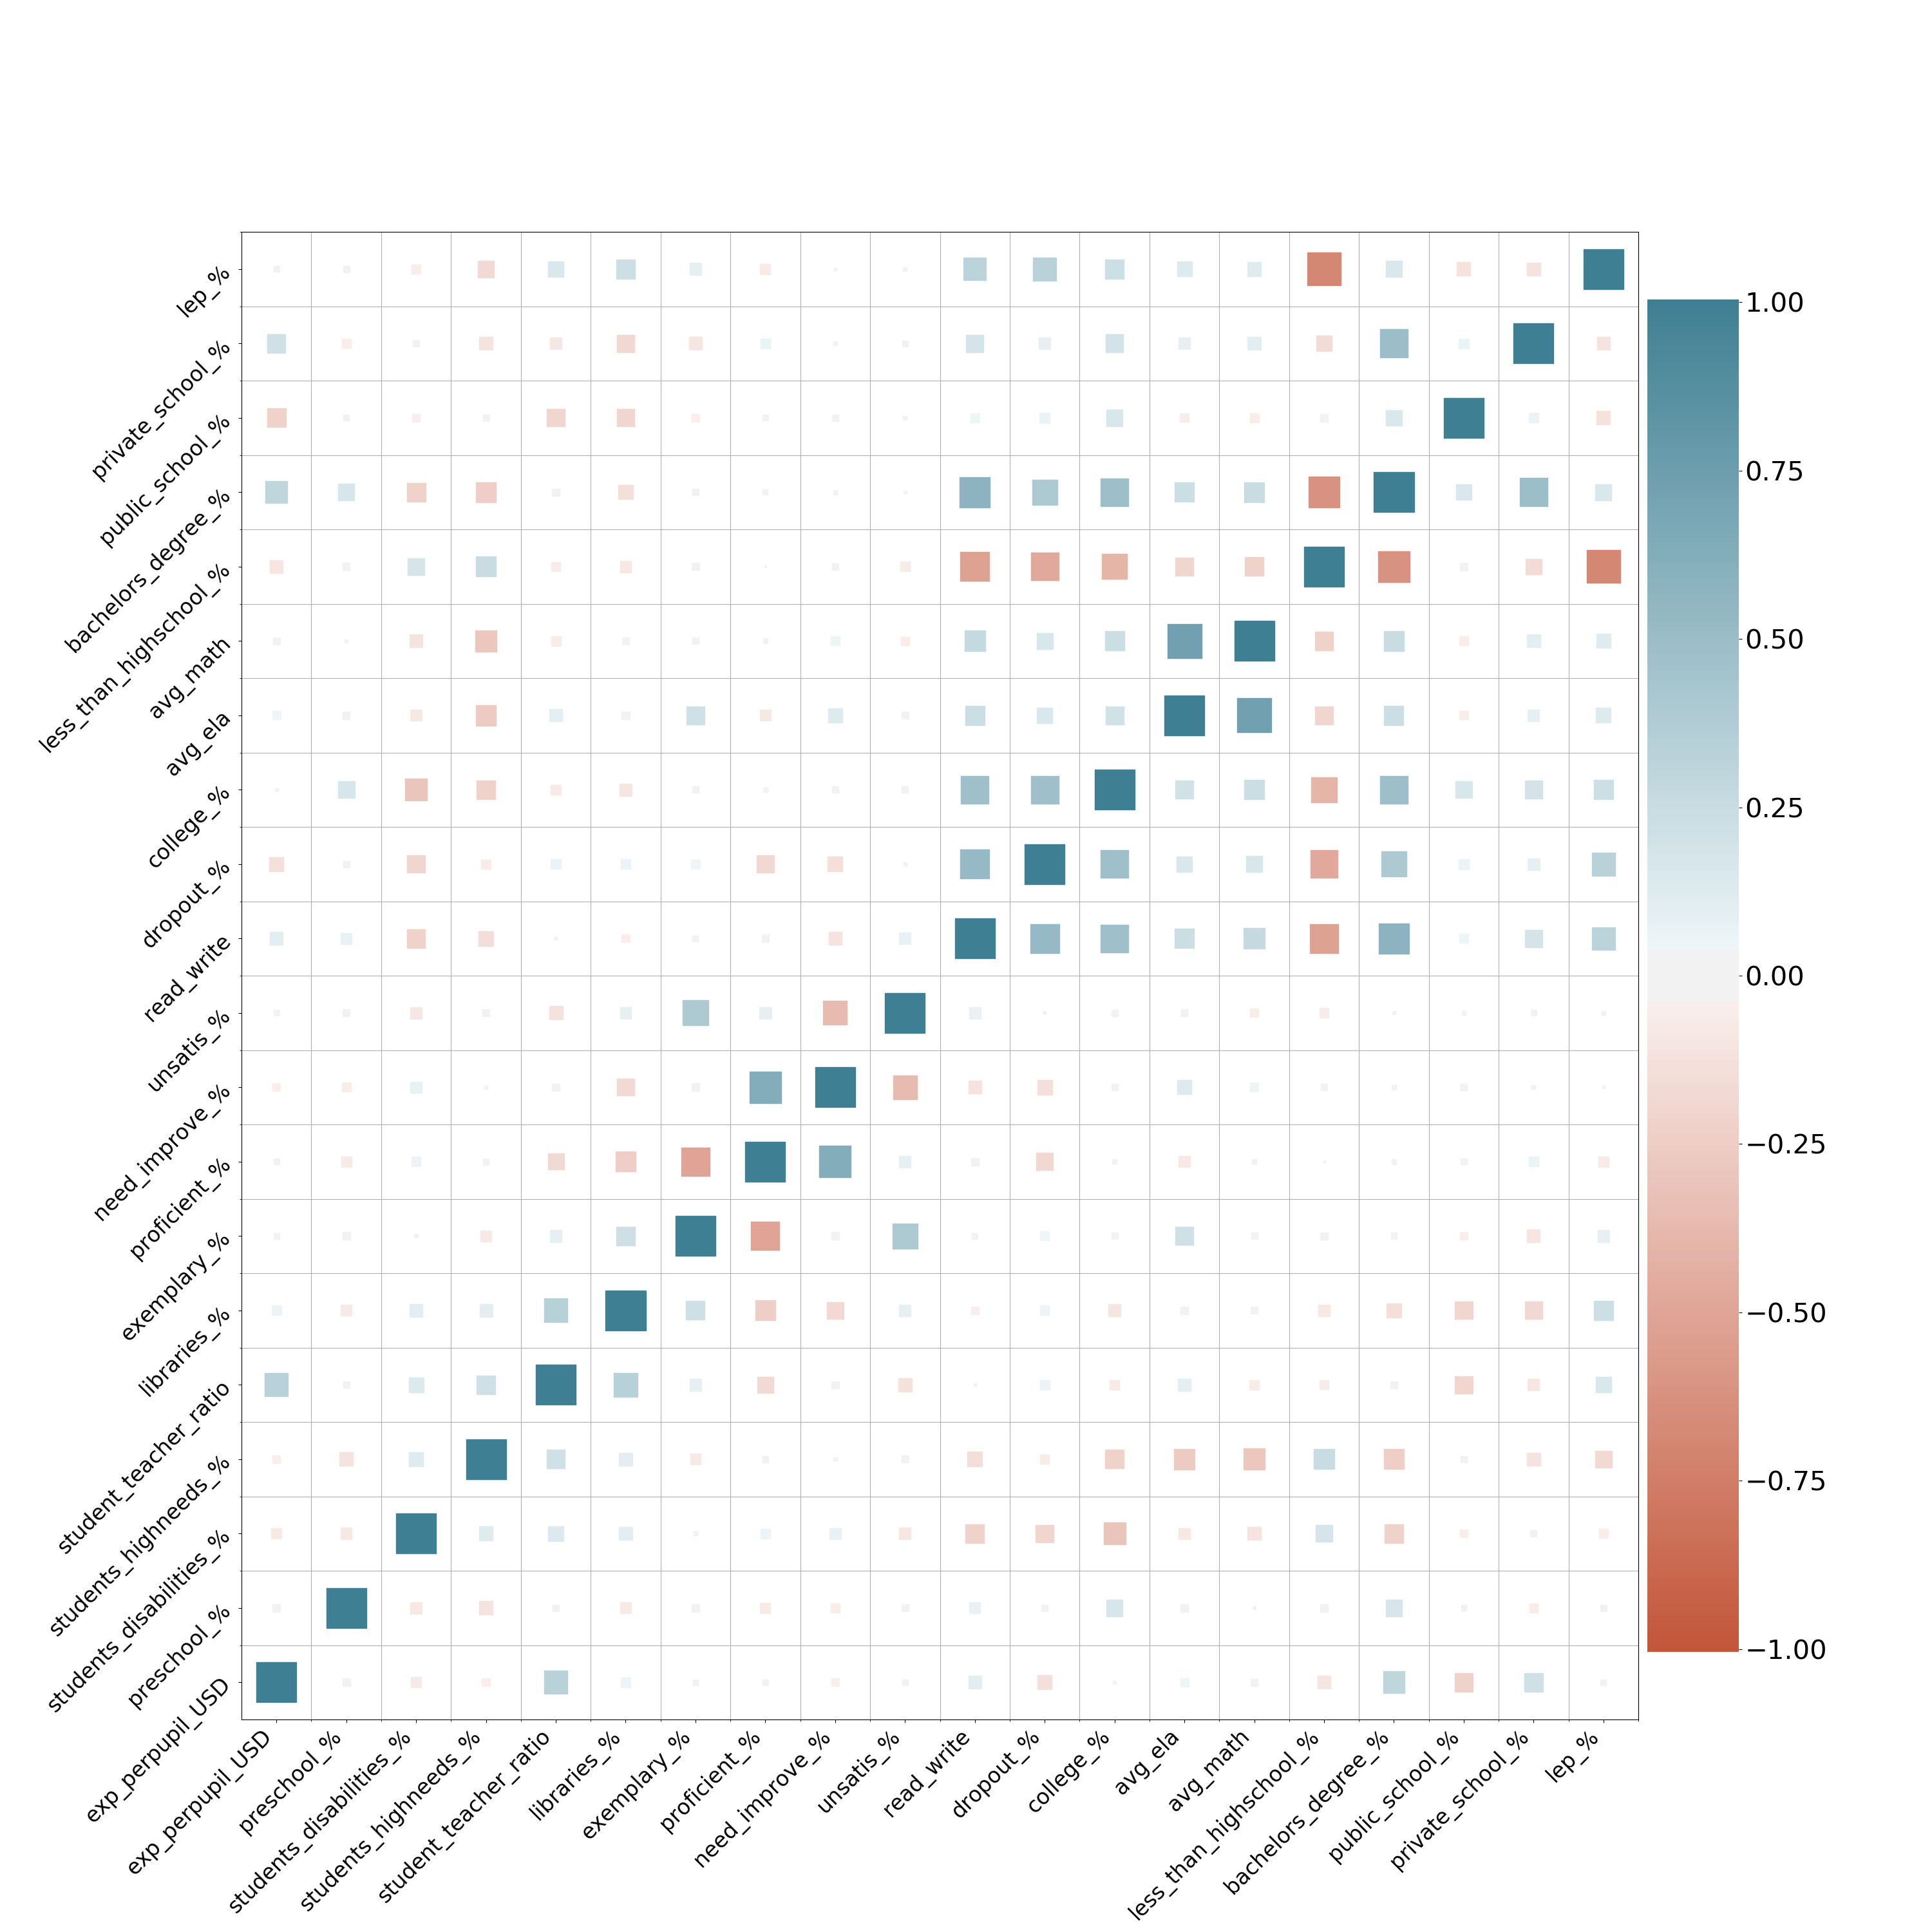 lep_%
private_school_%
public_school_%
bachelors_degree_%
less_than_highschool_%
avg_math
avg_ela
college_%
dropout_%
read_write
unsatis_%
need_improve_%
proficient_%
exemplary_%
libraries_%
student_teacher_ratio
students_highneeds_%
students_disabilities_%
preschool_%
exp_perpupil_USD
exp_perpupil_USD
preschool_%
students_disabilities_%
students_highneeds_%
student_teacher_ratio
libraries_%
exemplary_%
proficient_%
need_improve_%
unsatis_%
read_write
dropout_%
college_%
avg_ela
avg_math
less_than_highschool_%
bachelors_degree_%
public_school_%
private_school_%
lep_%
1.00
0.75
0.50
0.25
0.00
−0.25
−0.50
−0.75
−1.00